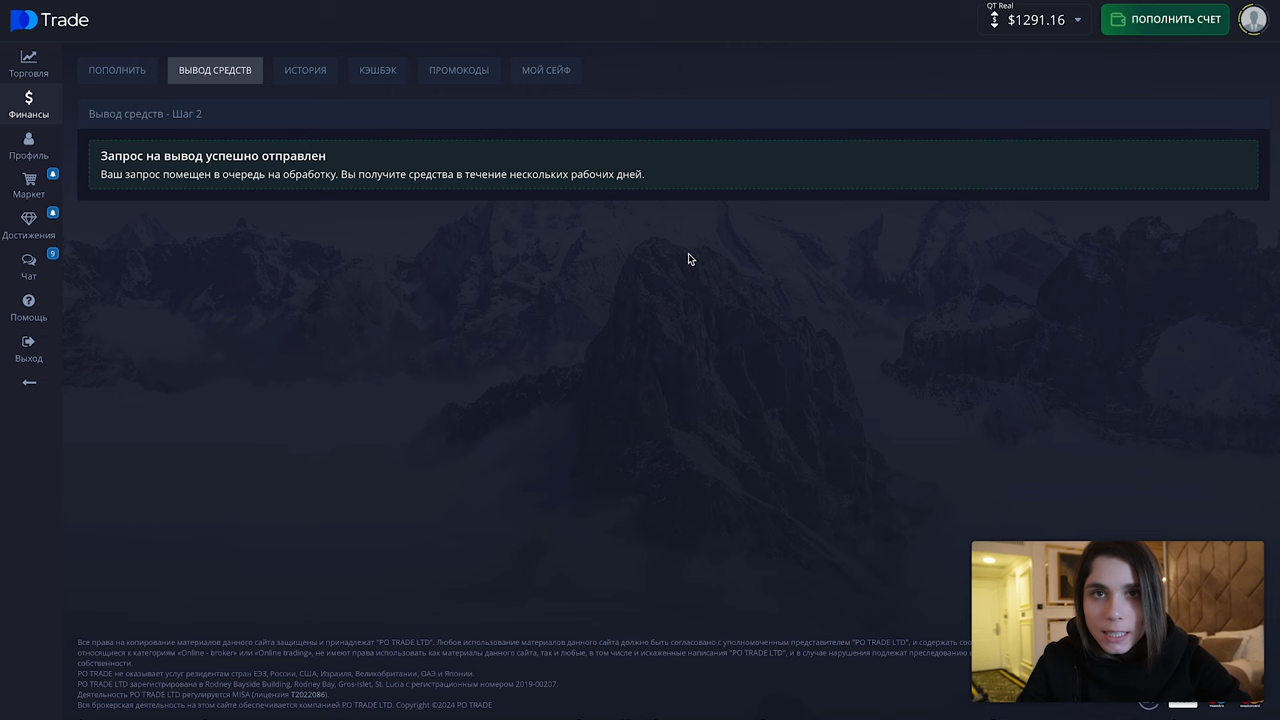 QT Real
Trade
$1291.16
ПОПОЛНИТЬ СЧЕТ
Торговля
Финансы
Профиль
Маркет
Достижения
9
Чат
Помощь
Выход
ПОПОЛНИТЬ
ВЫВОД СРЕДСТВ
ИСТОРИЯ
КЭШБЭК
ПРОМОКОДЫ
МОЙ СЕЙФ
Вывод средств - Шаг 2
Запрос на вывод успешно отправлен
Ваш запрос помещен в очередь на обработку. Вы получите средства в течение нескольких рабочих дней.
Все права на копирование материалов данного сайта защищены и принадлежат "PO TRADE LTD". Любое использование материалов данного сайта должно быть согласовано с уполномоченным представителем "PO TRADE LTD", и содержать
относящиеся к категориям «Online - broker» или «Online trading», не имеют права использовать как материалы данного сайта, так и любые, в том числе и искаженные написания "PO TRADE LTD", и в случае нарушения подлежат преследованию
собственности.
PO TRADE не оказывает услуг резидентам стран ЕЭЗ, России, США, Израиля, Великобритании, ОАЭ и Японии.
PO TRADE LTD зарегистрирована в Rodney Bayside Building, Rodney Bay, Gros-Islet, St. Lucia с регистрационным номером 2019-00207.
Деятельность PO TRADE LTD регулируется MISA (лицензия T2022086).
Вся брокерская деятельность на этом сайте обеспечивается компанией PO TRADE LTD. Copyright ©2024 PO TRADE